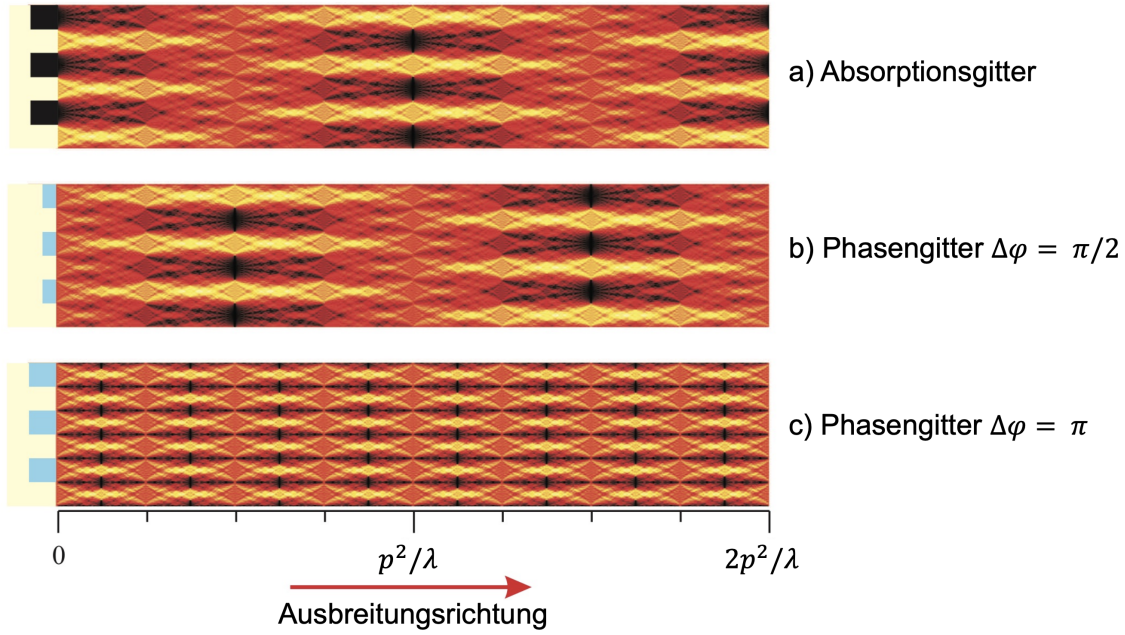 a) Absorptionsgitter
b) Phasengitter Δφ = π/2
c) Phasengitter Δφ = π
0
p²/λ
2p²/λ
Ausbreitungsrichtung